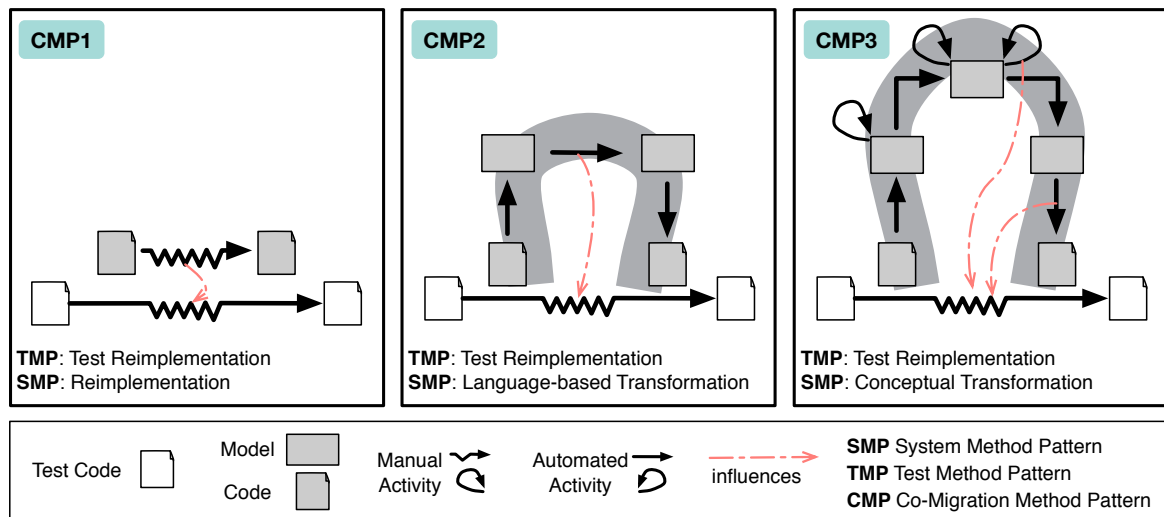 CMP1
TMP: Test Reimplementation
SMP: Reimplementation
CMP2
TMP: Test Reimplementation
SMP: Language-based Transformation
CMP3
TMP: Test Reimplementation
SMP: Conceptual Transformation
Test Code
Model
Code
Manual
Activity
Automated
Activity
influences
SMP System Method Pattern
TMP Test Method Pattern
CMP Co-Migration Method Pattern